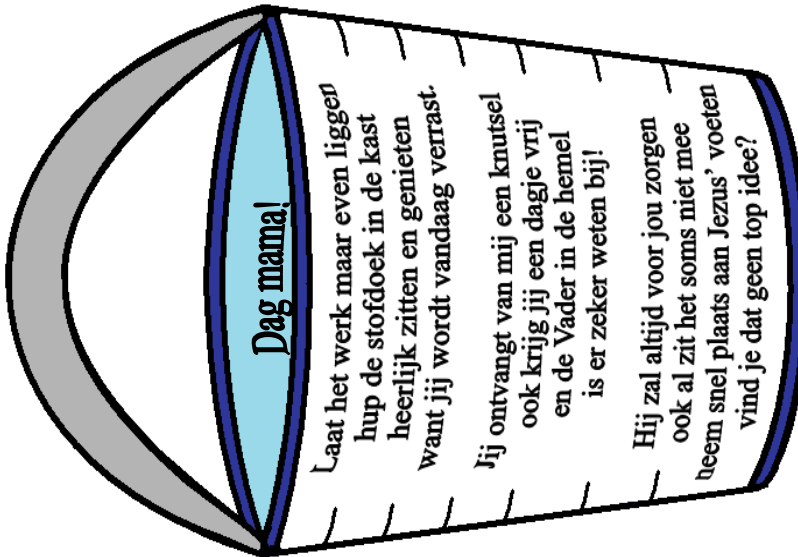 Dag mama!
Laat het werk maar even liggen
hup de stofdoek in de kast
heerlijk zitten en genieten
want jij wordt vandaag verrast.
Jij ontvangt van mij een knutsel
ook krijg jij een dagje vrij
en de Vader in de hemel
is er zeker weten bij!
Hij zal altijd voor jou zorgen
ook al zit het soms niet mee
neem snel plaats aan Jezus' voeten
vind je dat geen top idee?